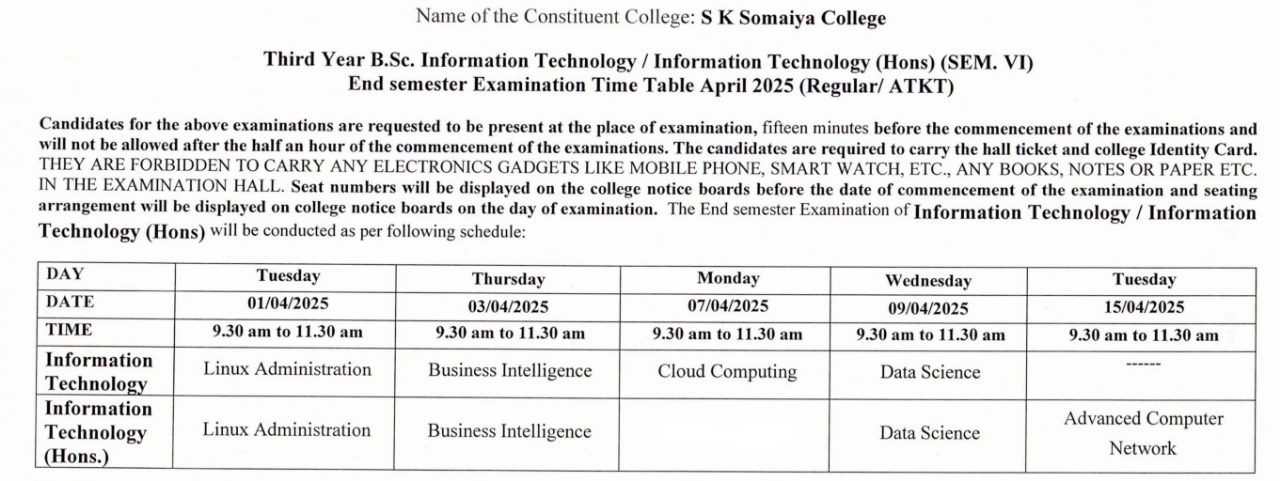 Name of the Constituent College: S K Somaiya College
Third Year B.Sc. Information Technology / Information Technology (Hons) (SEM. VI)
End semester Examination Time Table April 2025 (Regular/ ATKT)
Candidates for the above examinations are requested to be present at the place of examination, fifteen minutes before the commencement of the examinations and
will not be allowed after the half an hour of the commencement of the examinations. The candidates are required to carry the hall ticket and college Identity Card.
THEY ARE FORBIDDEN TO CARRY ANY ELECTRONICS GADGETS LIKE MOBILE PHONE, SMART WATCH, ETC., ANY BOOKS, NOTES OR PAPER ETC.
IN THE EXAMINATION HALL. Seat numbers will be displayed on the college notice boards before the date of commencement of the examination and seating
arrangement will be displayed on college notice boards on the day of examination. The End semester Examination of Information Technology / Information
Technology (Hons) will be conducted as per following schedule:
DAY Tuesday Thursday Monday Wednesday Tuesday
DATE 01/04/2025 03/04/2025 07/04/2025 09/04/2025 15/04/2025
TIME 9.30 am to 11.30 am 9.30 am to 11.30 am 9.30 am to 11.30 am 9.30 am to 11.30 am 9.30 am to 11.30 am
Information
Technology Linux Administration Business Intelligence Cloud Computing Data Science ------
Information
Technology
(Hons.) Linux Administration Business Intelligence Data Science Advanced Computer
Network